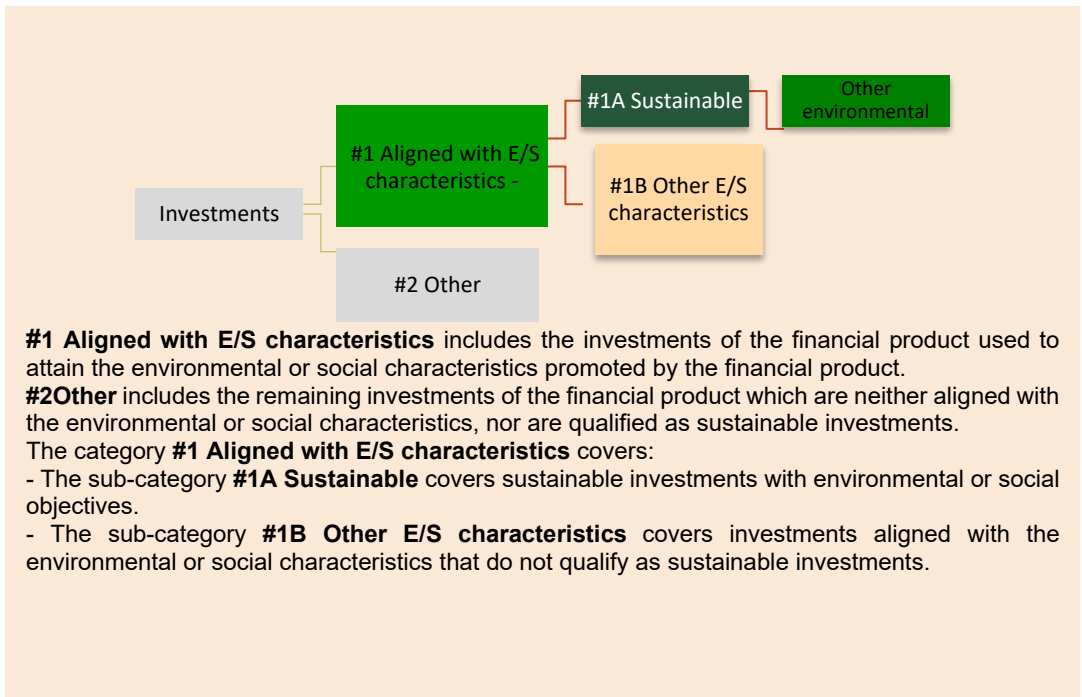 Other
environmental
#1A Sustainable
#1 Aligned with E/S
characteristics -
#1B Other E/S
characteristics
Investments
#2 Other
#1 Aligned with E/S characteristics includes the investments of the financial product used to
attain the environmental or social characteristics promoted by the financial product.
#2Other includes the remaining investments of the financial product which are neither aligned with
the environmental or social characteristics, nor are qualified as sustainable investments.
The category #1 Aligned with E/S characteristics covers:
- The sub-category #1A Sustainable covers sustainable investments with environmental or social
objectives.
- The sub-category #1B Other E/S characteristics covers investments aligned with the
environmental or social characteristics that do not qualify as sustainable investments.